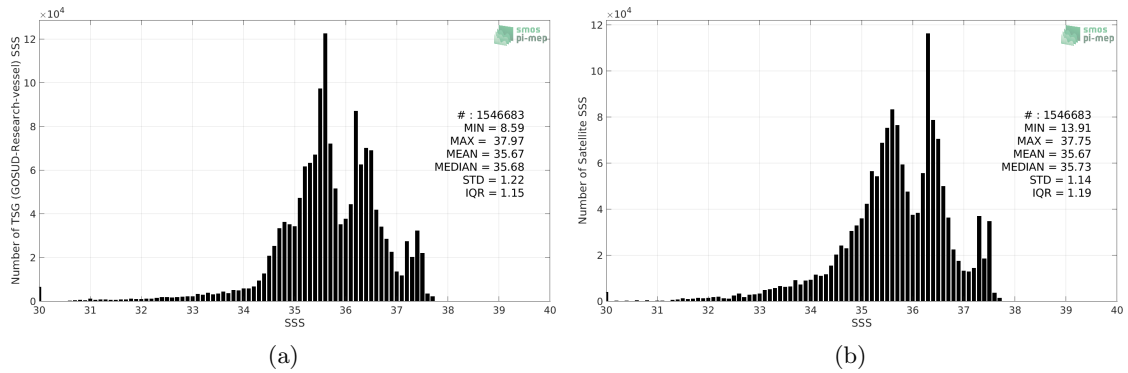 ×10⁴
smos
pi-mep
Number of TSG (GOSUD-Research-vessel) SSS
12
10
8
6
4
2
0
# : 1546683
MIN = 8.59
MAX = 37.97
MEAN = 35.67
MEDIAN = 35.68
STD = 1.22
IQR = 1.15
30 31 32 33 34 35 36 37 38 39 40
SSS
(a)
×10⁴
smos
pi-mep
Number of Satellite SSS
12
10
8
6
4
2
0
# : 1546683
MIN = 13.91
MAX = 37.75
MEAN = 35.67
MEDIAN = 35.73
STD = 1.14
IQR = 1.19
30 31 32 33 34 35 36 37 38 39 40
SSS
(b)